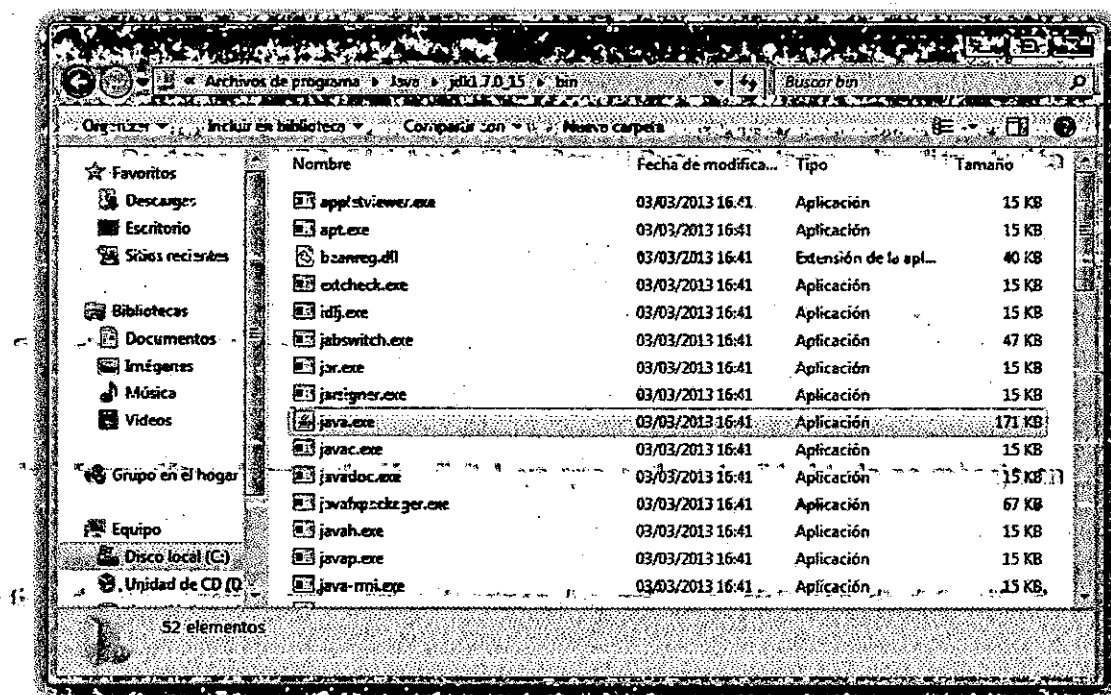 « Archivos de programa ▸ Java ▸ jdk1.7.0_15 ▸ bin
Buscar bin
Organizar Incluir en biblioteca Compartir con Nueva carpeta
Nombre Fecha de modifica... Tipo Tamaño
Favoritos
Descargas
Escritorio
Sitios recientes
Bibliotecas
Documentos
Imágenes
Música
Vídeos
Grupo en el hogar
Equipo
Disco local (C:)
Unidad de CD (D
appletviewer.exe 03/03/2013 16:41 Aplicación 15 KB
apt.exe 03/03/2013 16:41 Aplicación 15 KB
beanreg.dll 03/03/2013 16:41 Extensión de la apl... 40 KB
extcheck.exe 03/03/2013 16:41 Aplicación 15 KB
idlj.exe 03/03/2013 16:41 Aplicación 15 KB
jabswitch.exe 03/03/2013 16:41 Aplicación 47 KB
jar.exe 03/03/2013 16:41 Aplicación 15 KB
jarsigner.exe 03/03/2013 16:41 Aplicación 15 KB
java.exe 03/03/2013 16:41 Aplicación 171 KB
javac.exe 03/03/2013 16:41 Aplicación 15 KB
javadoc.exe 03/03/2013 16:41 Aplicación 15 KB
javafxpackager.exe 03/03/2013 16:41 Aplicación 67 KB
javah.exe 03/03/2013 16:41 Aplicación 15 KB
javap.exe 03/03/2013 16:41 Aplicación 15 KB
java-rmi.exe 03/03/2013 16:41 Aplicación 15 KB
52 elementos